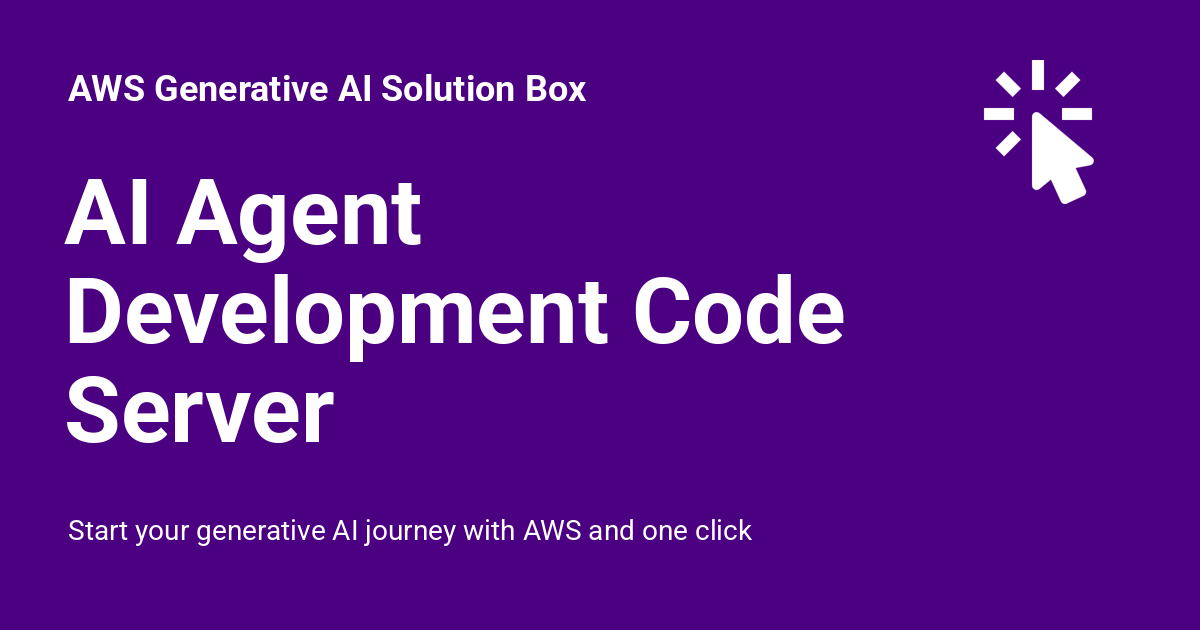 AWS Generative AI Solution Box
AI Agent
Development Code
Server
Start your generative AI journey with AWS and one click